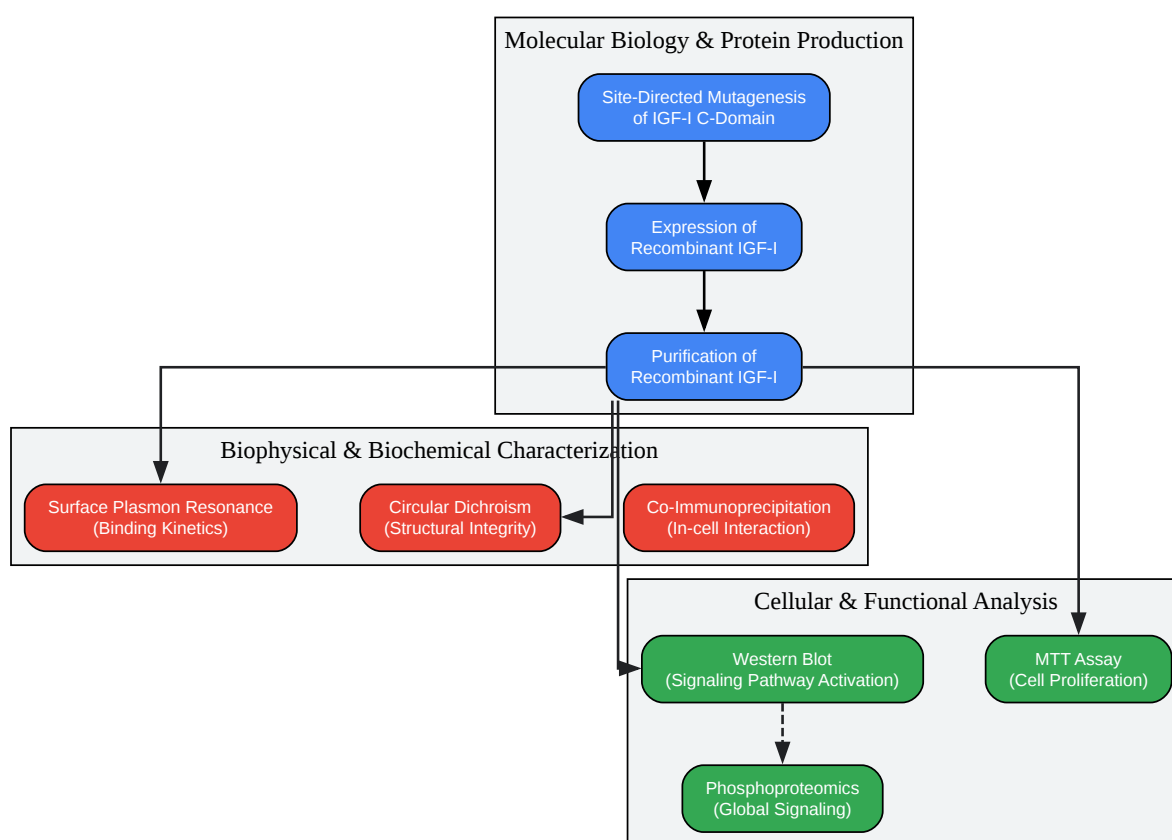 Molecular Biology & Protein Production
Site-Directed Mutagenesis
of IGF-I C-Domain
Expression of
Recombinant IGF-I
Purification of
Recombinant IGF-I
Biophysical & Biochemical Characterization
Surface Plasmon Resonance
(Binding Kinetics)
Circular Dichroism
(Structural Integrity)
Co-Immunoprecipitation
(In-cell Interaction)
Cellular & Functional Analysis
Western Blot
(Signaling Pathway Activation)
MTT Assay
(Cell Proliferation)
Phosphoproteomics
(Global Signaling)